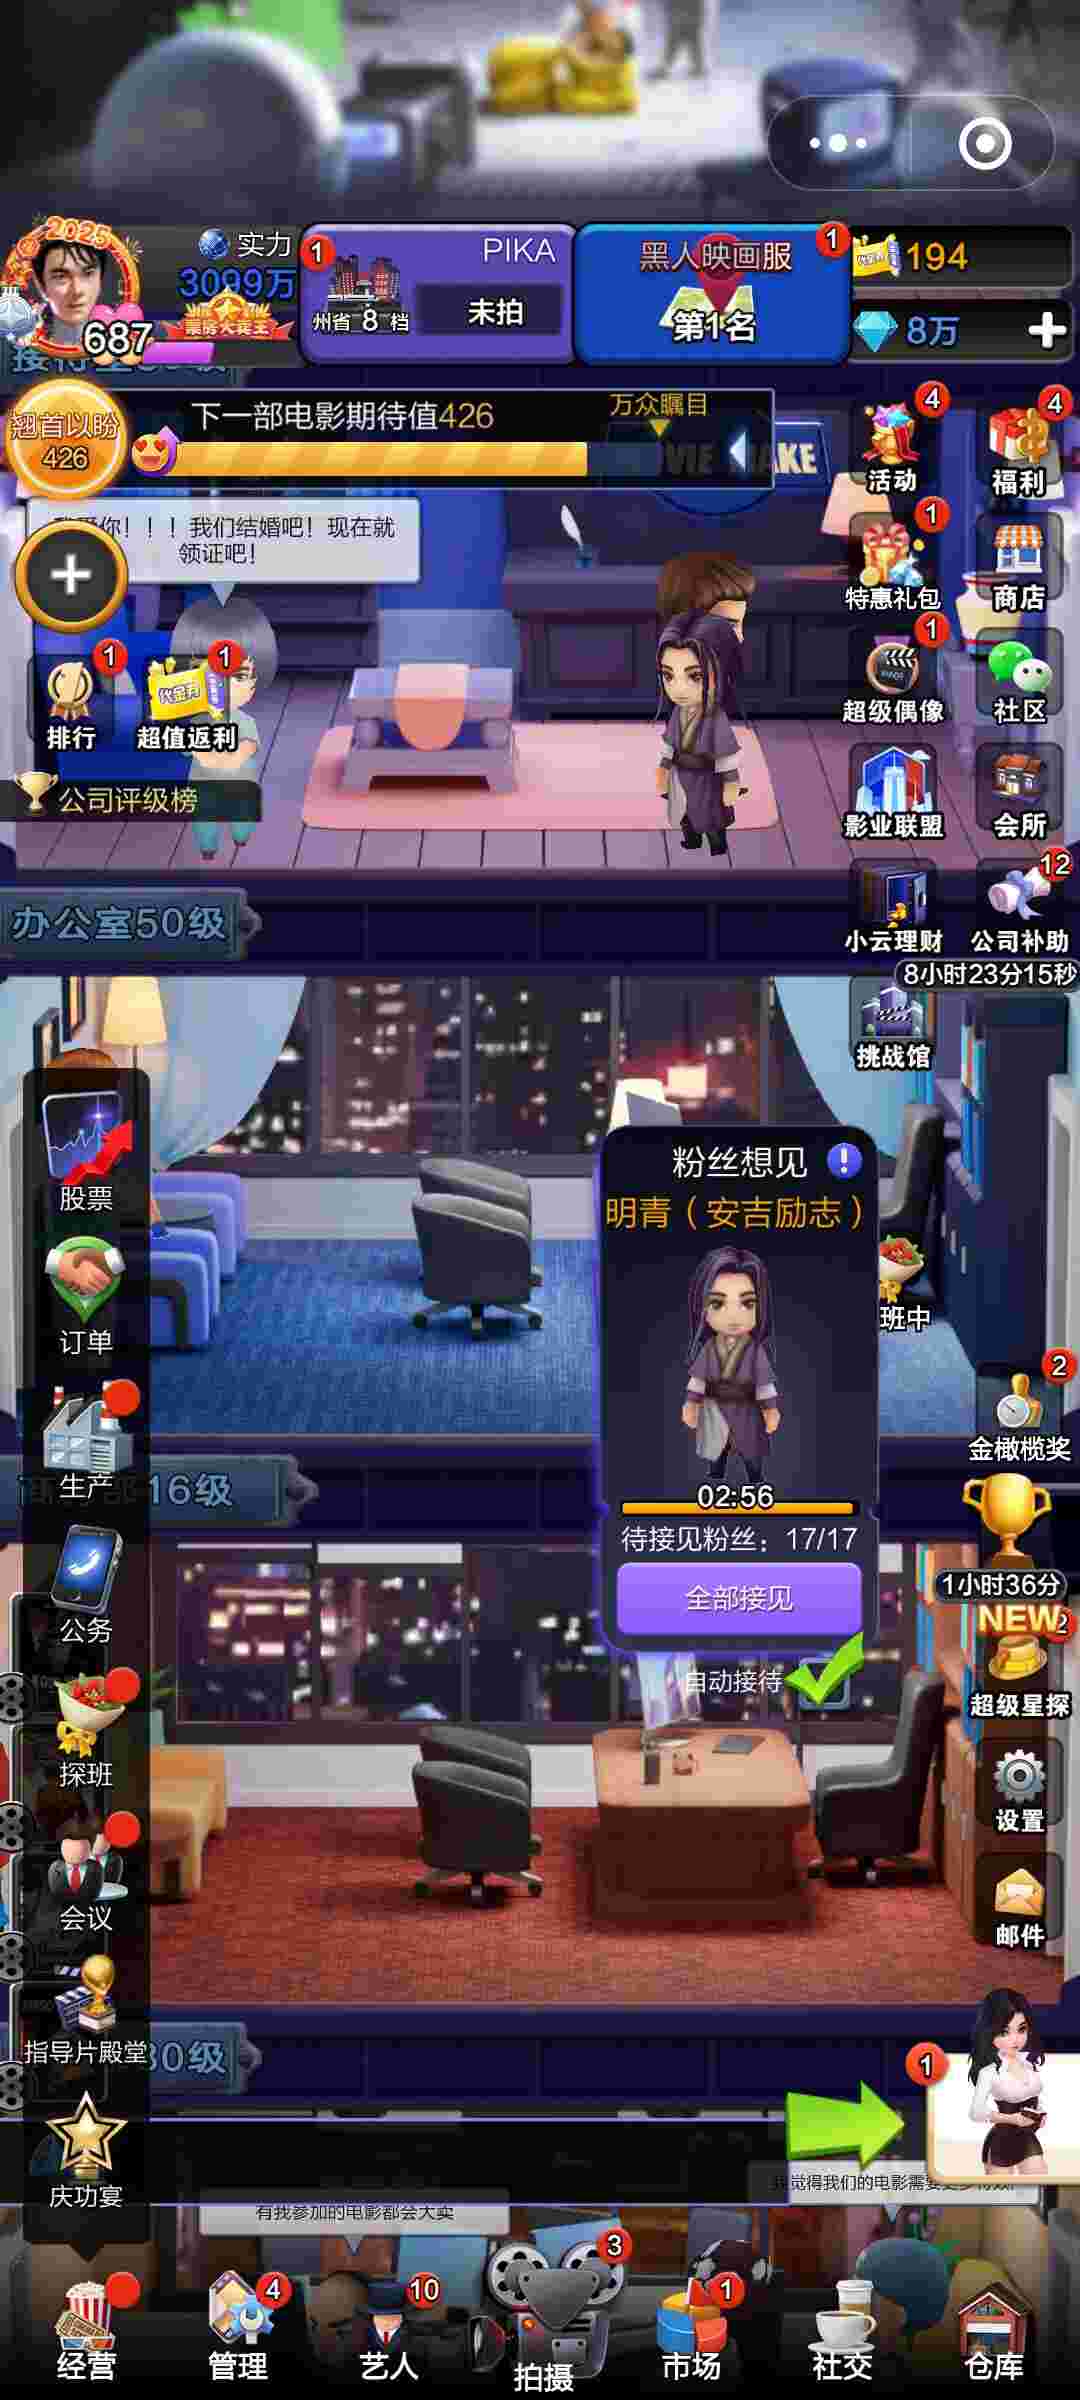 2025
实力
3099万
票房大卖王
687
1
PIKA
州省 8 档
未拍
黑人映画服
第1名
1
代金券
194
8万
翘首以盼
426
下一部电影期待值426
万众瞩目
4
活动
4
福利
我们结婚吧！现在就
领证吧！
1
特惠礼包
商店
1
排行
1
代金券
超值返利
1
超级偶像
社区
公司评级榜
影业联盟
会所
小云理财
12
公司补助
8小时23分15秒
办公室50级
挑战馆
股票
粉丝想见
明青（安吉励志）
班中
订单
2
金橄榄奖
生产
16级
02:56
待接见粉丝：17/17
全部接见
1小时36分
NEW
2
公务
自动接待
超级星探
探班
设置
会议
邮件
指导片殿堂
30级
1
庆功宴
觉得我们的电影需要
有我参加的电影都会大卖
经营
4
管理
10
艺人
3
拍摄
1
市场
社交
仓库